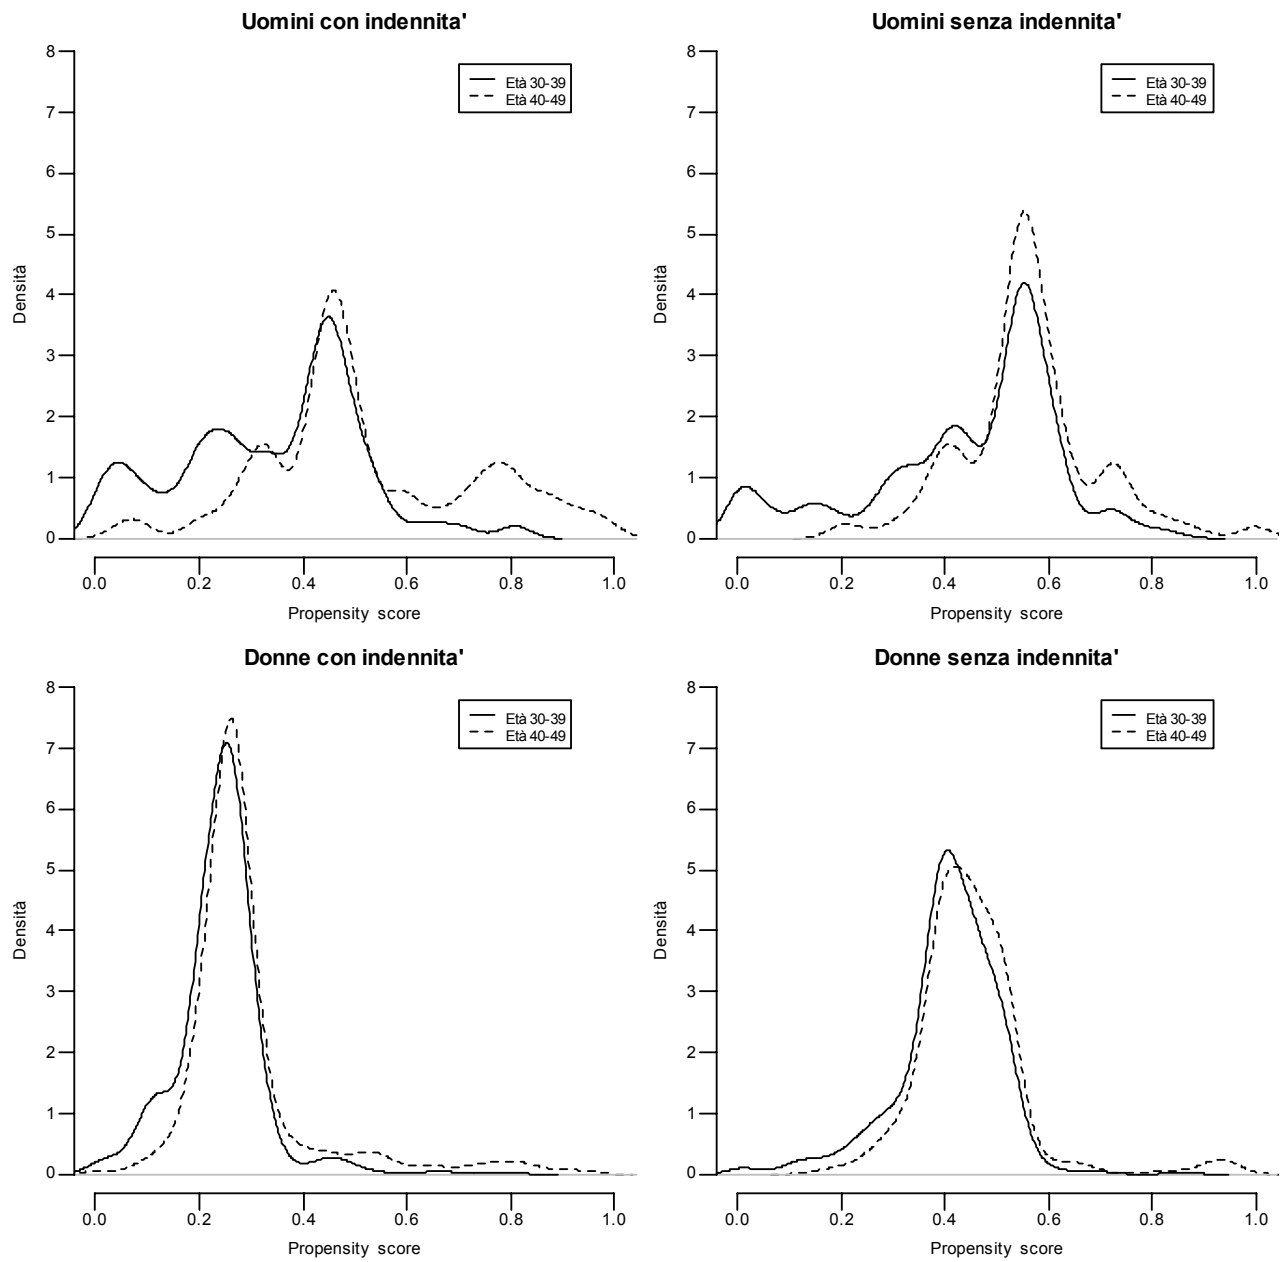 Uomini con indennita'
8
7
6
5
4
3
2
1
0
Densità
Età 30-39
Età 40-49
0.0 0.2 0.4 0.6 0.8 1.0
Propensity score
Uomini senza indennita'
8
7
6
5
4
3
2
1
0
Densità
Età 30-39
Età 40-49
0.0 0.2 0.4 0.6 0.8 1.0
Propensity score
Donne con indennita'
8
7
6
5
4
3
2
1
0
Densità
Età 30-39
Età 40-49
0.0 0.2 0.4 0.6 0.8 1.0
Propensity score
Donne senza indennita'
8
7
6
5
4
3
2
1
0
Densità
Età 30-39
Età 40-49
0.0 0.2 0.4 0.6 0.8 1.0
Propensity score